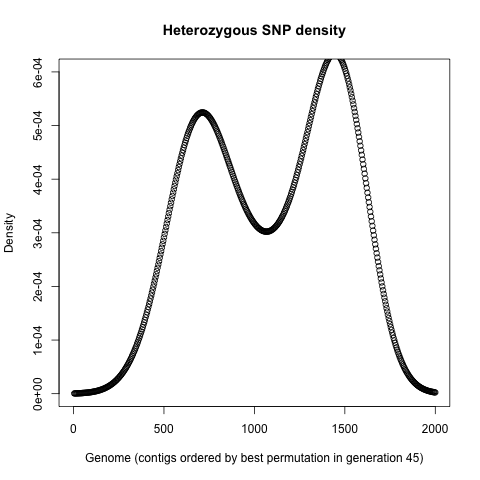 Heterozygous SNP density
6e-04
5e-04
4e-04
3e-04
2e-04
1e-04
0e+00
Density
0 500 1000 1500 2000
Genome (contigs ordered by best permutation in generation 45)